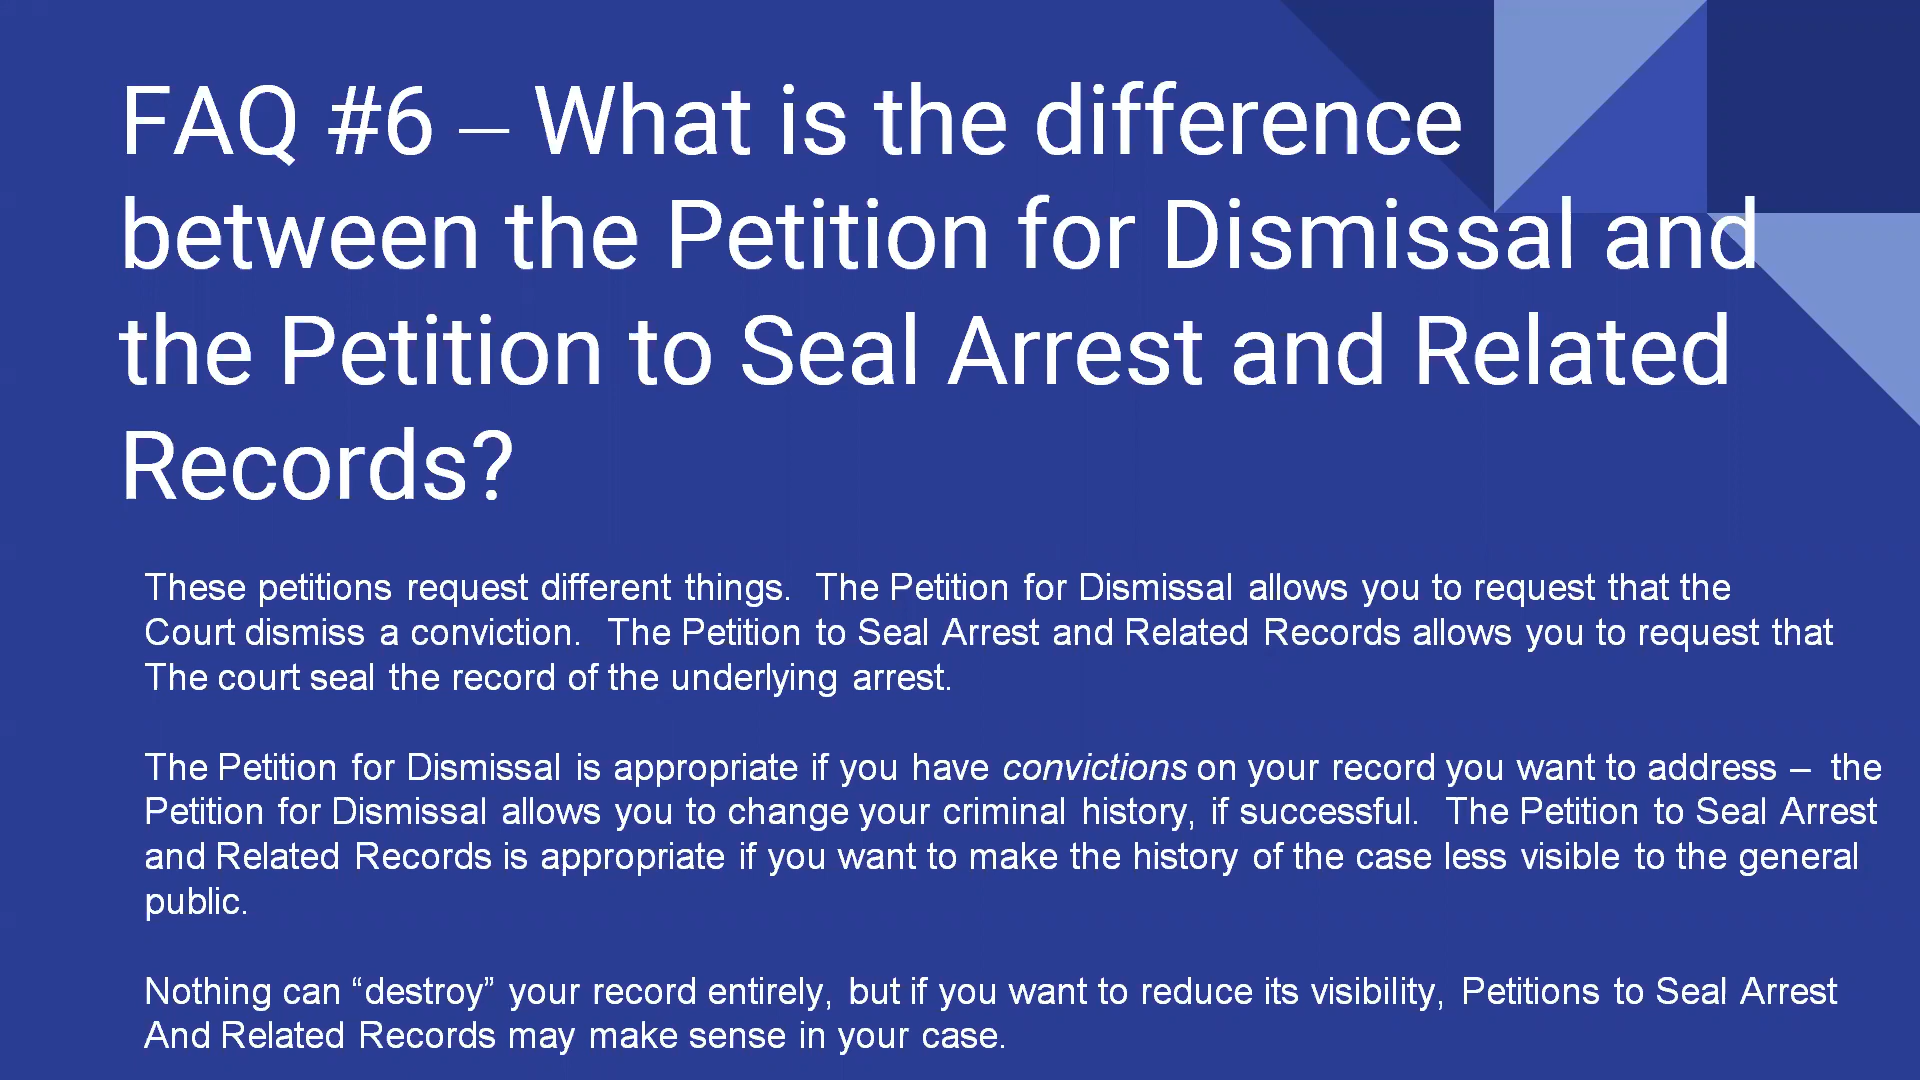 FAQ #6 – What is the difference
between the Petition for Dismissal and
the Petition to Seal Arrest and Related
Records?
These petitions request different things.  The Petition for Dismissal allows you to request that the
Court dismiss a conviction.  The Petition to Seal Arrest and Related Records allows you to request that
The court seal the record of the underlying arrest.
The Petition for Dismissal is appropriate if you have convictions on your record you want to address –  the
Petition for Dismissal allows you to change your criminal history, if successful.  The Petition to Seal Arrest
and Related Records is appropriate if you want to make the history of the case less visible to the general
public.
Nothing can “destroy” your record entirely, but if you want to reduce its visibility, Petitions to Seal Arrest
And Related Records may make sense in your case.